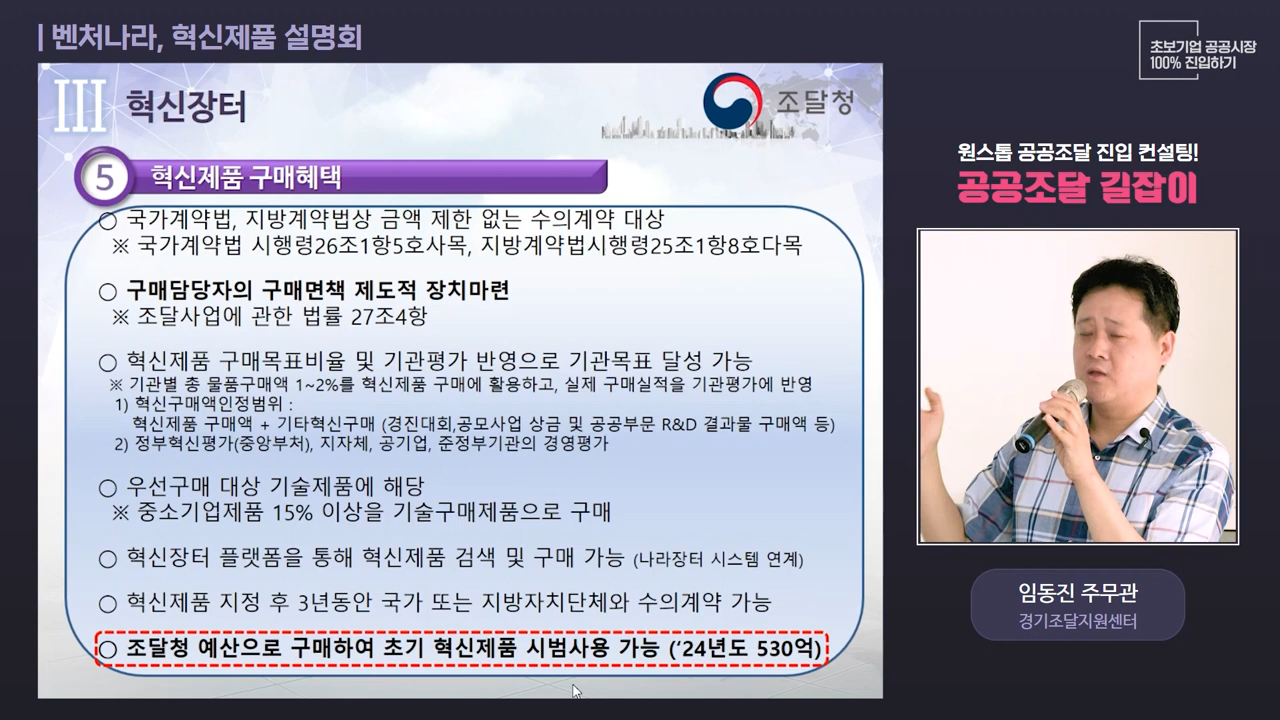 | 벤처나라, 혁신제품 설명회
초보기업 공공시장
100% 진입하기
III 혁신장터
조달청
5 혁신제품 구매혜택
○ 국가계약법, 지방계약법상 금액 제한 없는 수의계약 대상
※ 국가계약법 시행령26조1항5호사목, 지방계약법시행령25조1항8호다목
○ 구매담당자의 구매면책 제도적 장치마련
※ 조달사업에 관한 법률 27조4항
○ 혁신제품 구매목표비율 및 기관평가 반영으로 기관목표 달성 가능
※ 기관별 총 물품구매액 1~2%를 혁신제품 구매에 활용하고, 실제 구매실적을 기관평가에 반영
1) 혁신구매액인정범위 :
혁신제품 구매액 + 기타혁신구매 (경진대회,공모사업 상금 및 공공부문 R&D 결과물 구매액 등)
2) 정부혁신평가(중앙부처), 지자체, 공기업, 준정부기관의 경영평가
○ 우선구매 대상 기술제품에 해당
※ 중소기업제품 15% 이상을 기술구매제품으로 구매
○ 혁신장터 플랫폼을 통해 혁신제품 검색 및 구매 가능 (나라장터 시스템 연계)
○ 혁신제품 지정 후 3년동안 국가 또는 지방자치단체와 수의계약 가능
○ 조달청 예산으로 구매하여 초기 혁신제품 시범사용 가능 (‘24년도 530억)
원스톱 공공조달 진입 컨설팅!
공공조달 길잡이
임동진 주무관
경기조달지원센터